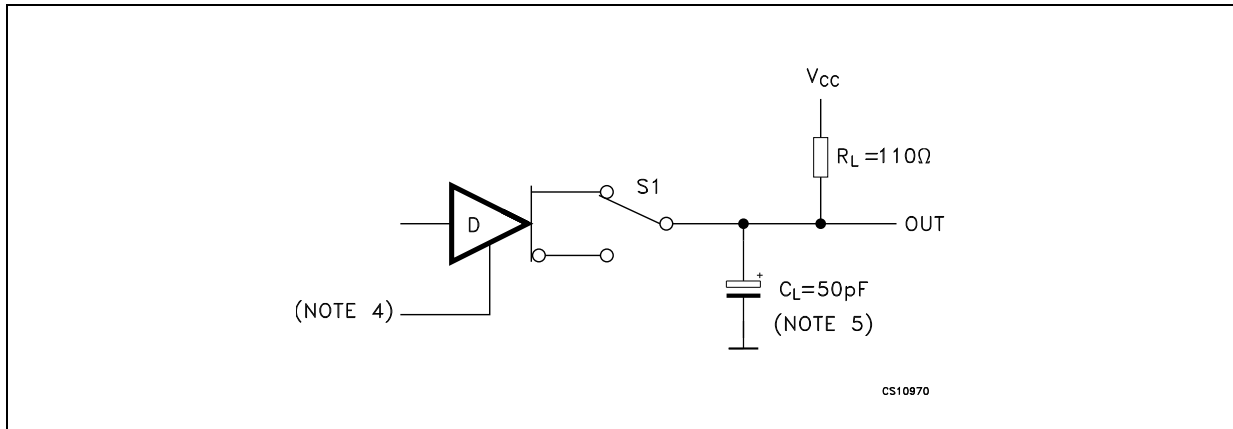 VCC
RL=110Ω
S1
D
OUT
CL=50pF
+
(NOTE 4)
(NOTE 5)
CS10970